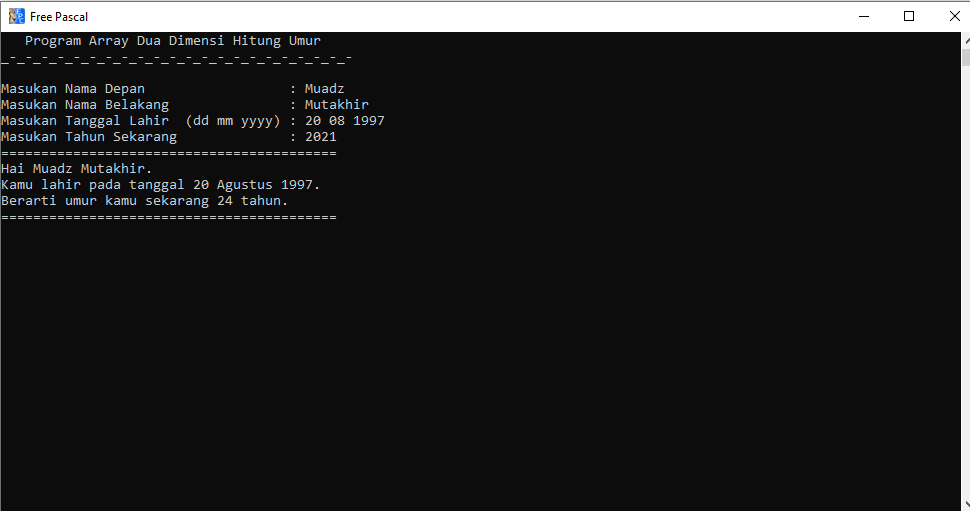 Free Pascal
Program Array Dua Dimensi Hitung Umur
_-_-_-_-_-_-_-_-_-_-_-_-_-_-_-_-_-_-_-_-_-_-
Masukan Nama Depan                  : Muadz
Masukan Nama Belakang               : Mutakhir
Masukan Tanggal Lahir  (dd mm yyyy) : 20 08 1997
Masukan Tahun Sekarang              : 2021
==========================================
Hai Muadz Mutakhir.
Kamu lahir pada tanggal 20 Agustus 1997.
Berarti umur kamu sekarang 24 tahun.
==========================================